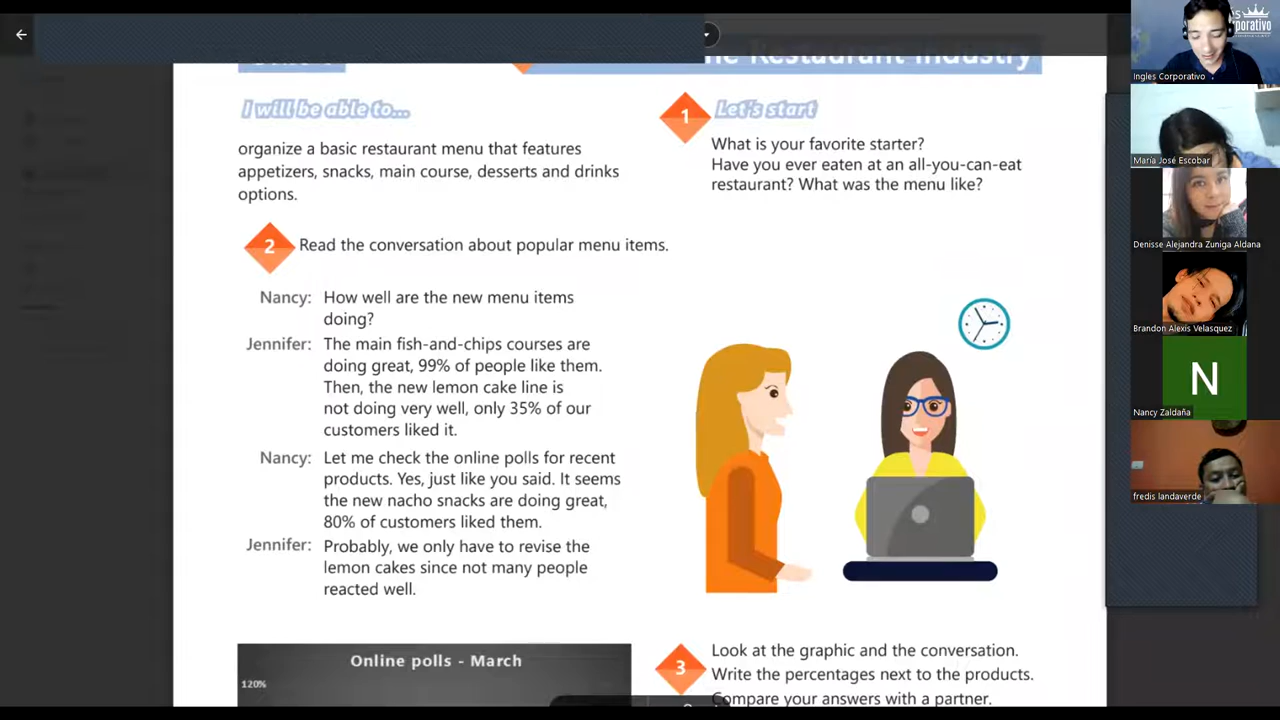 Restaurant Industry
I will be able to...
organize a basic restaurant menu that features
appetizers, snacks, main course, desserts and drinks
options.
1
Let's start
What is your favorite starter?
Have you ever eaten at an all-you-can-eat
restaurant? What was the menu like?
2
Read the conversation about popular menu items.
Nancy: How well are the new menu items
doing?
Jennifer: The main fish-and-chips courses are
doing great, 99% of people like them.
Then, the new lemon cake line is
not doing very well, only 35% of our
customers liked it.
Nancy: Let me check the online polls for recent
products. Yes, just like you said. It seems
the new nacho snacks are doing great,
80% of customers liked them.
Jennifer: Probably, we only have to revise the
lemon cakes since not many people
reacted well.
Online polls - March
120%
3
Look at the graphic and the conversation.
Write the percentages next to the products.
Compare your answers with a partner.
Ingles Corporativo
María José Escobar
Denisse Alejandra Zuniga Aldana
Brandon Alexis Velasquez
N
Nancy Zaldaña
fredis landaverde